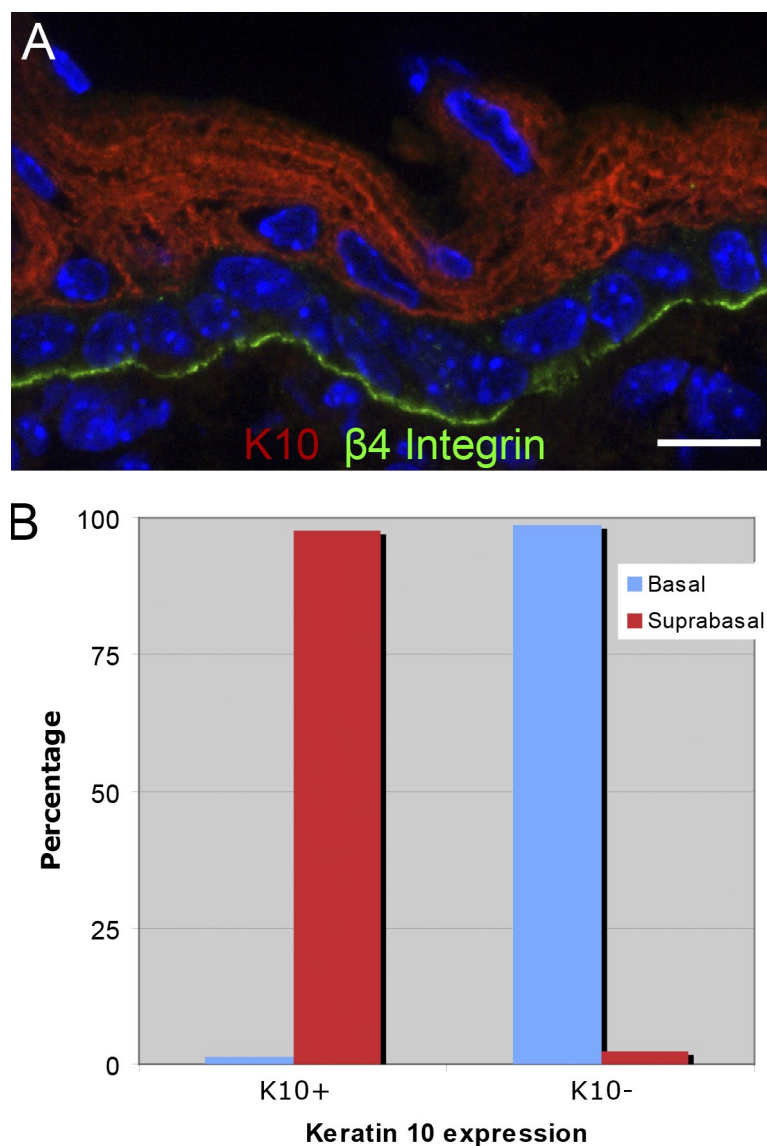 A
K10 β4 Integrin
B
100
75
50
25
0
Percentage
Basal
Suprabasal
K10+ K10-
Keratin 10 expression